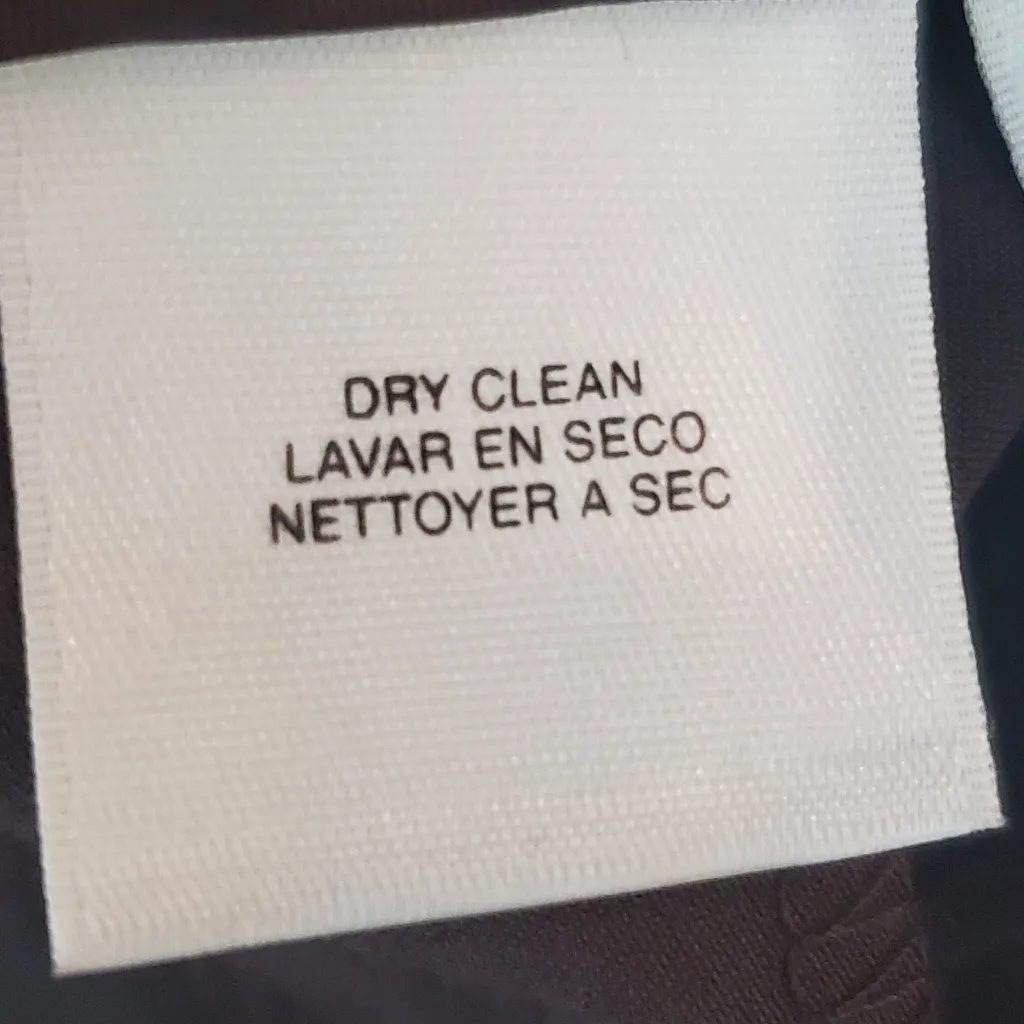 DRY CLEAN
LAVAR EN SECO
NETTOYER A SEC